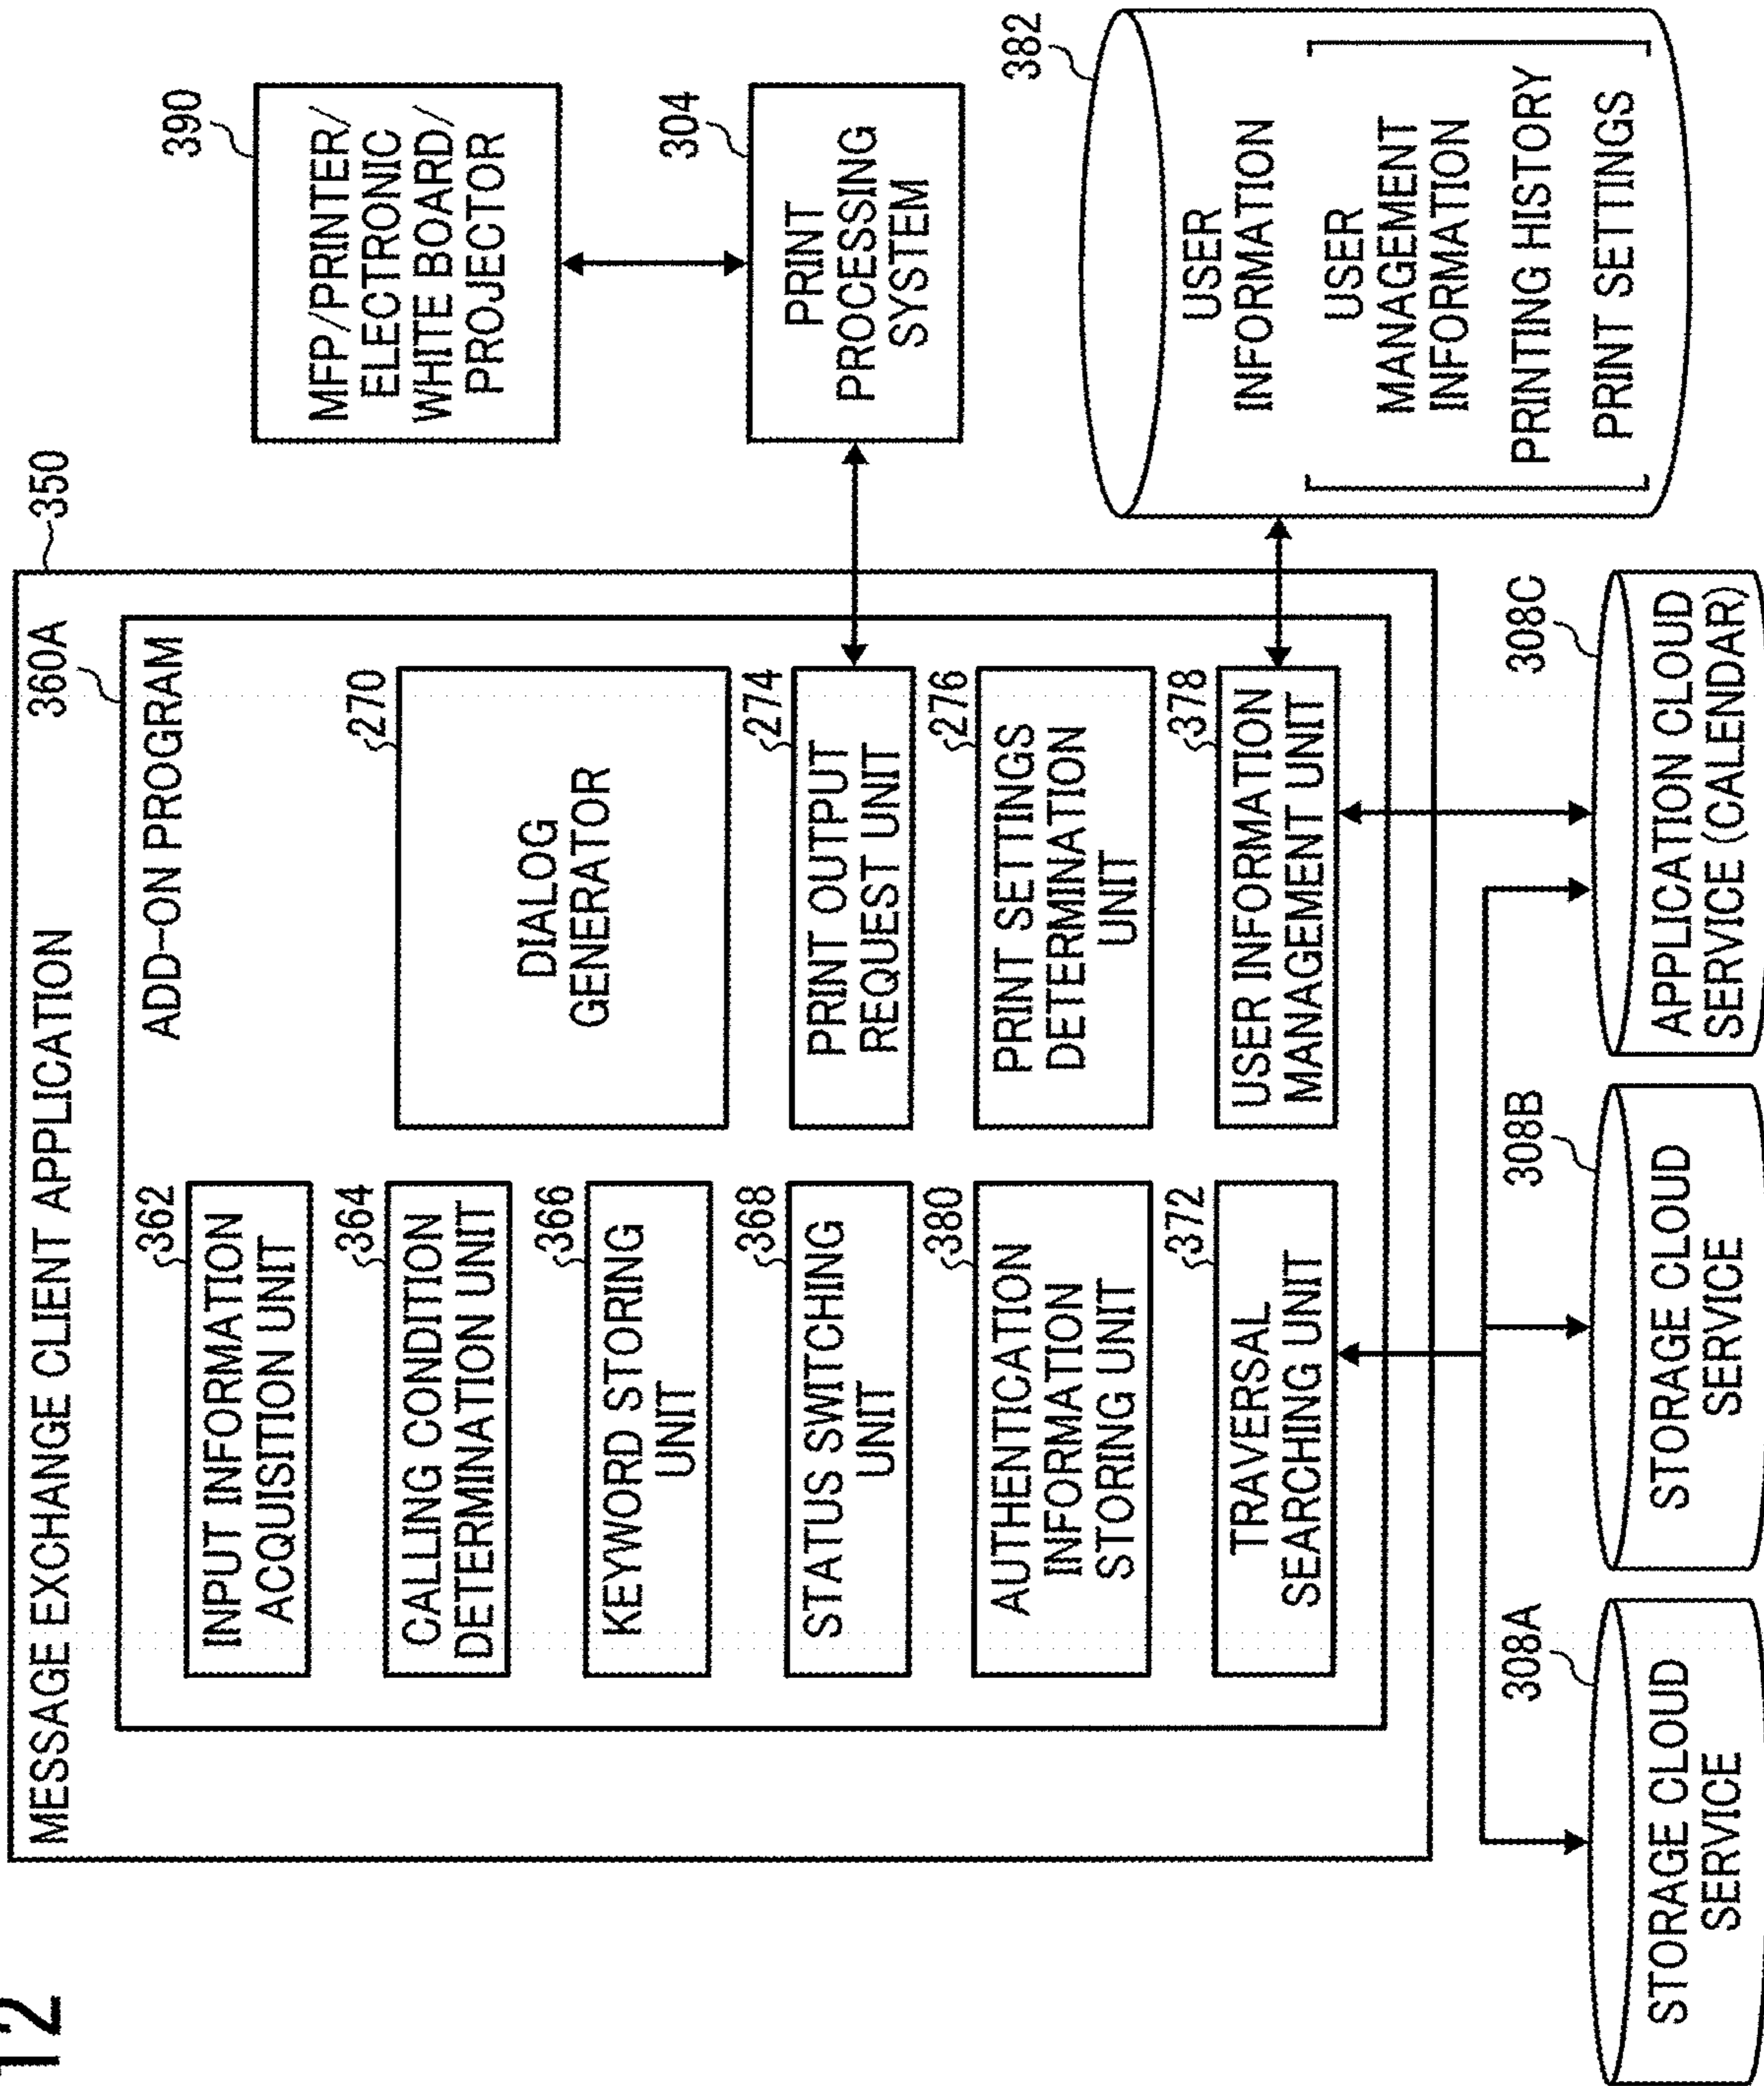 12
MESSAGE EXCHANGE CLIENT APPLICATION
350
360A
ADD-ON PROGRAM
362
INPUT INFORMATION
ACQUISITION UNIT
364
CALLING CONDITION
DETERMINATION UNIT
366
KEYWORD STORING
UNIT
368
STATUS SWITCHING
UNIT
380
AUTHENTICATION
INFORMATION
STORING UNIT
372
TRAVERSAL
SEARCHING UNIT
270
DIALOG
GENERATOR
274
PRINT OUTPUT
REQUEST UNIT
276
PRINT SETTINGS
DETERMINATION
UNIT
378
USER INFORMATION
MANAGEMENT UNIT
390
MFP/PRINTER/
ELECTRONIC
WHITE BOARD/
PROJECTOR
304
PRINT
PROCESSING
SYSTEM
382
USER
INFORMATION
USER
MANAGEMENT
INFORMATION
PRINTING HISTORY
PRINT SETTINGS
308A
STORAGE CLOUD
SERVICE
308B
STORAGE CLOUD
SERVICE
308C
APPLICATION CLOUD
SERVICE (CALENDAR)